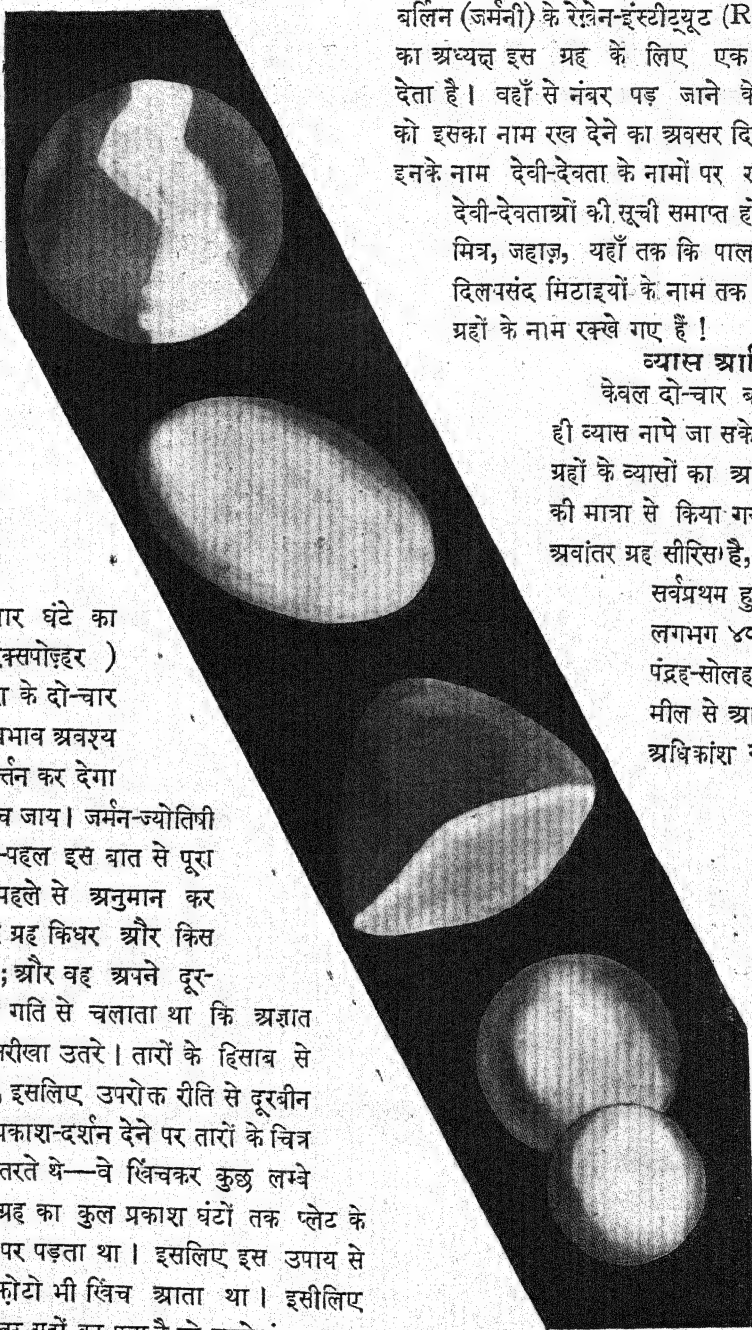 बर्लिन (जर्मनी) के रेख़ेन-इंस्टीट्यूट (R
का अध्यक्ष इस ग्रह के लिए एक
देता है। वहाँ से नंबर पड़ जाने के
को इसका नाम रख देने का अवसर दि
इनके नाम देवी-देवता के नामों पर र
देवी-देवताओं की सूची समाप्त हो
मित्र, जहाज़, यहाँ तक कि पाल
दिलपसंद मिठाइयों के नाम तक
ग्रहों के नाम रक्खे गए हैं !
व्यास आदि
केवल दो-चार
ही व्यास नापे जा सके
ग्रहों के व्यासों का अ
की मात्रा से किया गया
अवांतर ग्रह सीरिस है,
सर्वप्रथम हु
लगभग ४८
पंद्रह-सोलह
मील से अ
अधिकांश
ार घंटे का
क्सपोज़्हर )
ा के दो-चार
भाव अवश्य
र्त्तन कर देगा
च जाय। जर्मन-ज्योतिषी
-पहल इस बात से पूरा
पहले से अनुमान कर
ग्रह किधर और किस
; और वह अपने दूर-
गति से चलाता था कि अज्ञात
रीखा उतरे। तारों के हिसाब से
, इसलिए उपरोक्त रीति से दूरबीन
प्रकाश-दर्शन देने पर तारों के चित्र
तरते थे—वे खिंचकर कुछ लम्बे
ग्रह का कुल प्रकाश घंटों तक प्लेट के
पर पड़ता था। इसलिए इस उपाय से
फ़ोटो भी खिंच आता था। इसीलिए